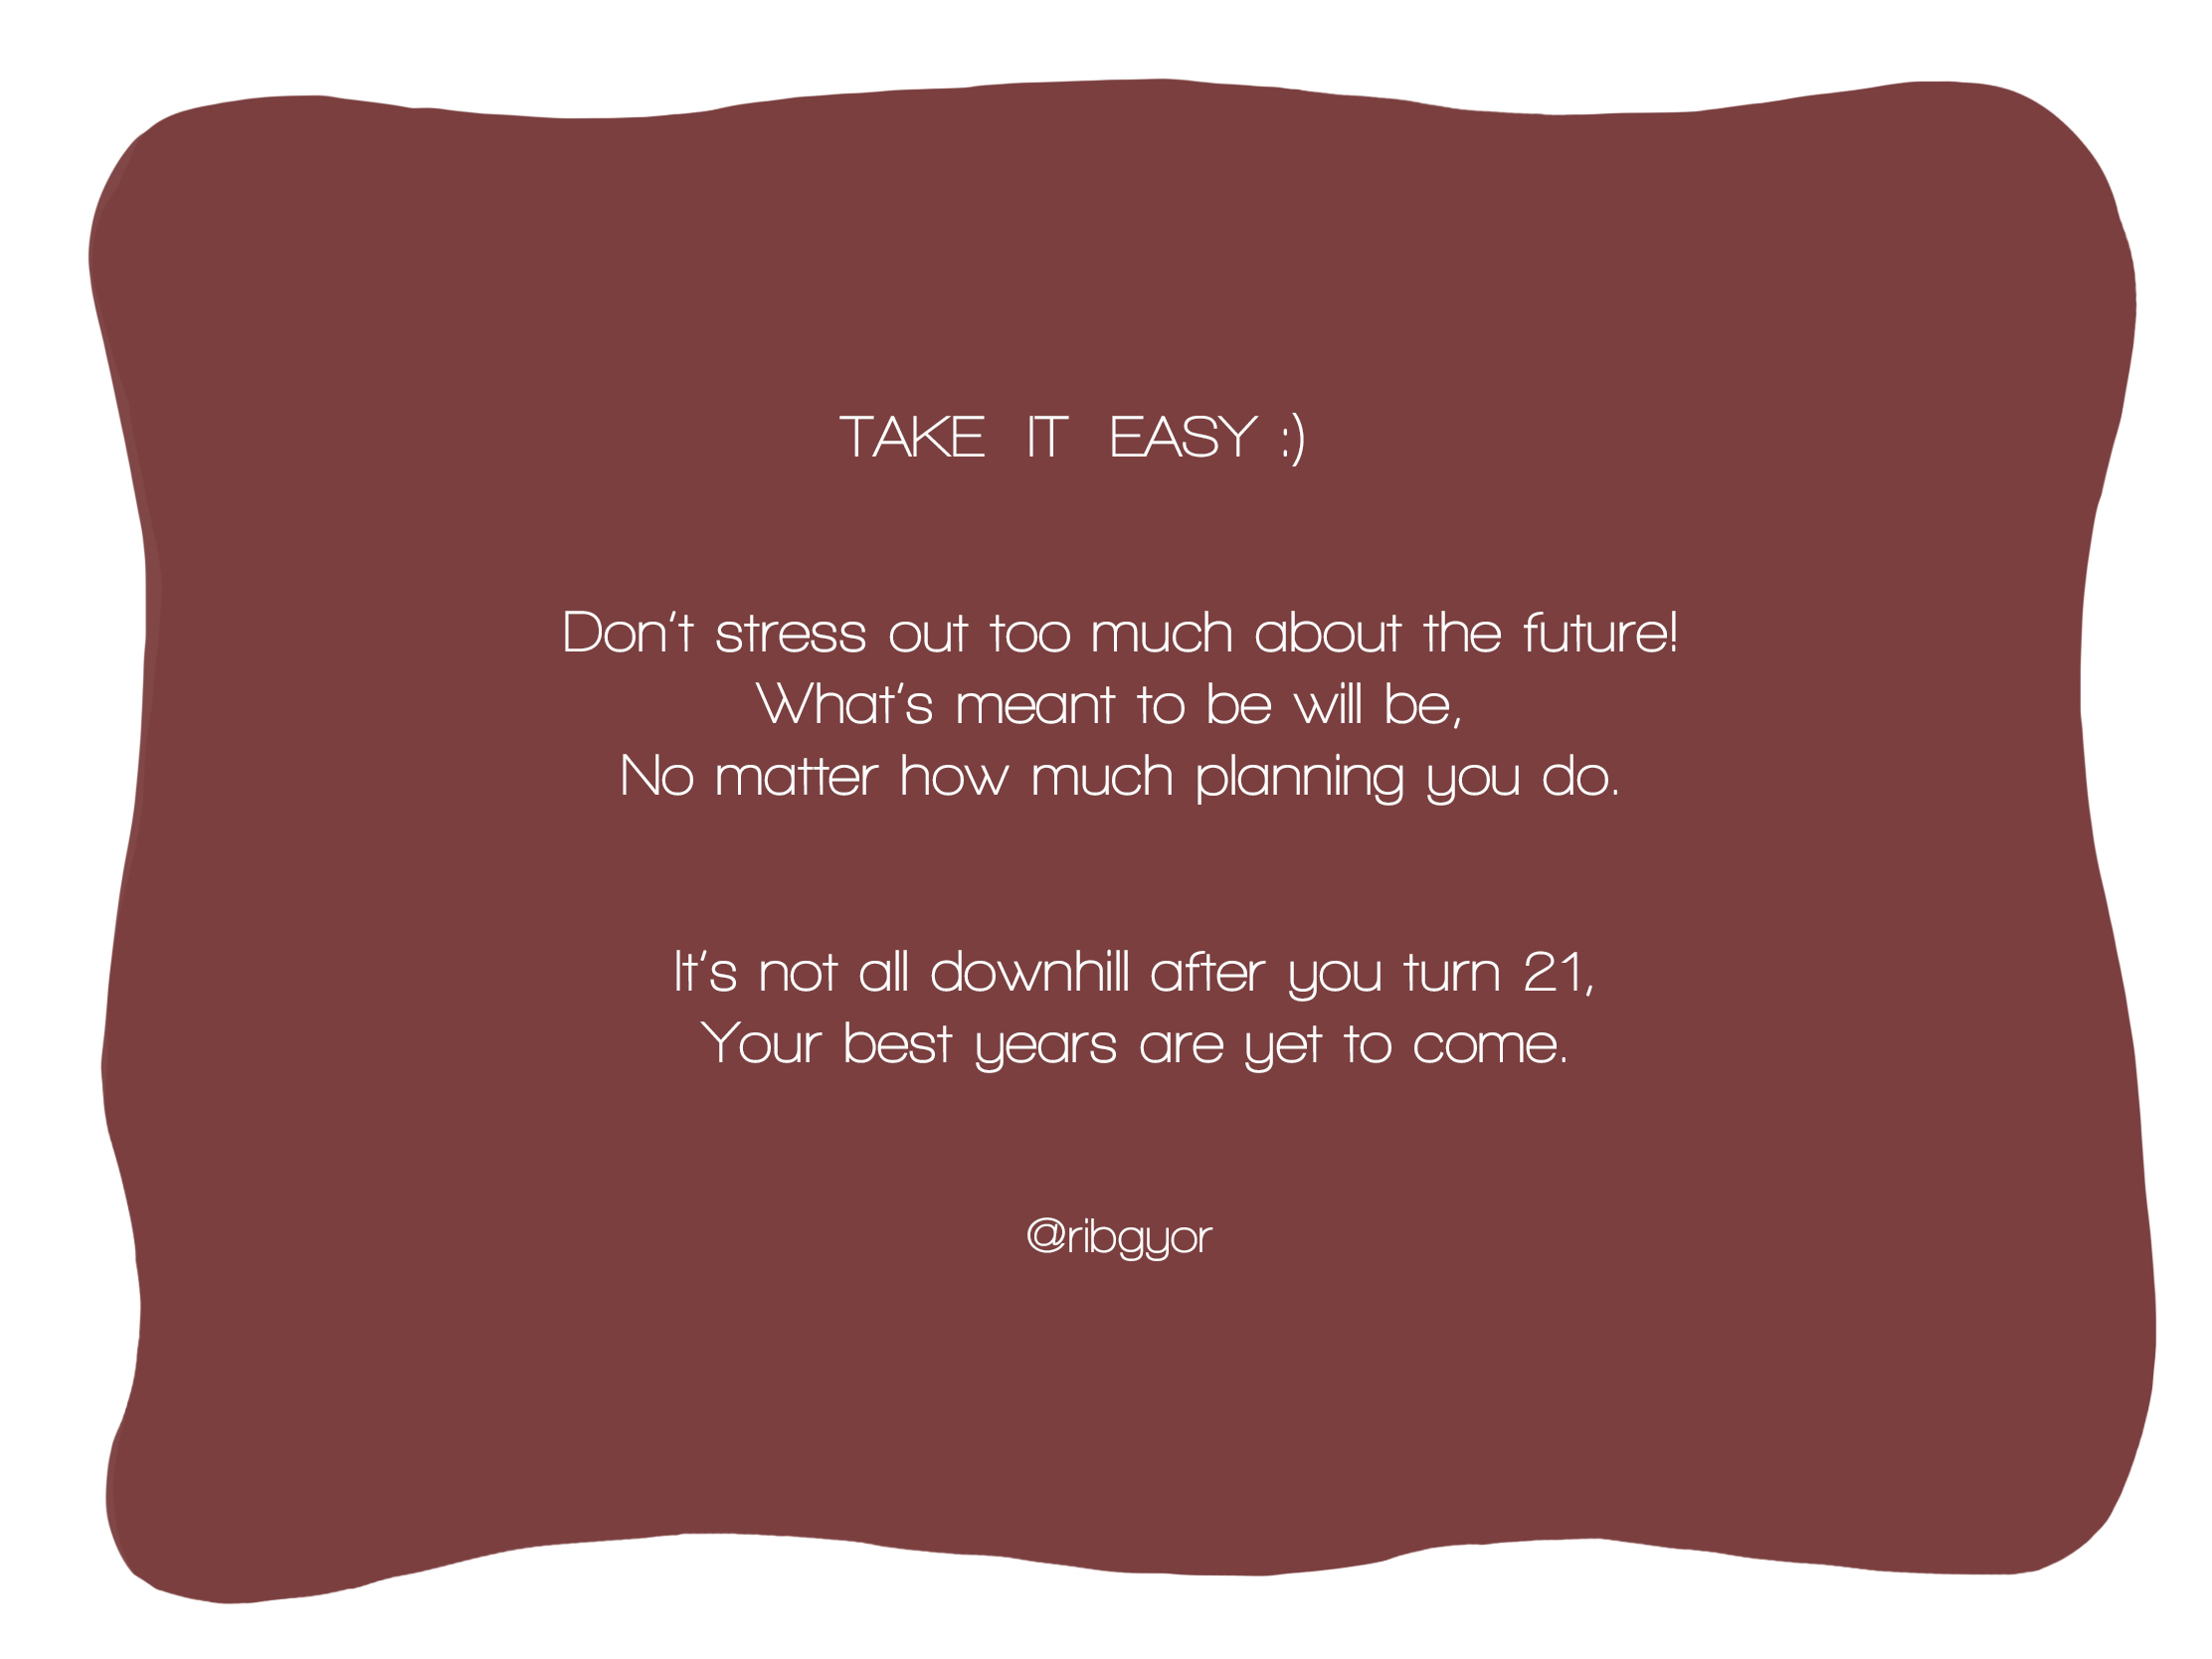 TAKE IT EASY :)
Don't stress out too much about the future!
What's meant to be will be,
No matter how much planning you do.
It's not all downhill after you turn 21,
Your best years are yet to come.
@ribgyor